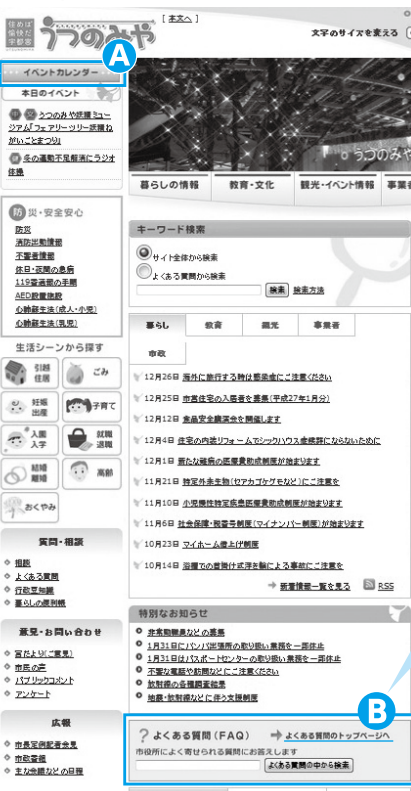 住めば
愉快だ
宇都宮
うつのみや
[本文へ]
文字のサイズを変える
A
イベントカレンダー
本日のイベント
うつのみや妖精ミュー
ジアム「フェアリーツリー妖精ね
がいごとまつり」
冬の運動不足解消にラジオ
体操
うつのみや
暮らしの情報
教育・文化
観光・イベント情報
事業者
防 災・安全安心
防災
消防出動情報
不審者情報
休日・夜間の急病
119番通報の手順
AED設置施設
心肺蘇生法(成人・小児)
心肺蘇生法(乳児)
キーワード検索
サイト全体から検索
よくある質問から検索
検索 検索方法
生活シーンから探す
引越
住居
ごみ
妊娠
出産
子育て
入園
入学
就職
退職
結婚
離婚
高齢
おくやみ
暮らし
教育
観光
事業者
市政
12月26日 海外に旅行する時は感染症にご注意ください
12月25日 市営住宅の入居者を募集(平成27年1月分)
12月12日 食品安全講演会を開催します
12月4日 住宅の内装リフォームでシックハウス症候群にならないために
12月1日 新たな難病の医療費助成制度が始まります
11月21日 特定外来生物(セアカゴケグモなど)にご注意を
11月10日 小児慢性特定疾患医療費助成制度が始まります
11月6日 社会保障・税番号制度(マイナンバー制度)が始まります
10月23日 マイホーム借上げ制度
10月14日 浴槽での首掛け式浮き輪による事故にご注意を
新着情報一覧を見る RSS
質問・相談
相談
よくある質問
行政豆知識
暮らしの便利帳
意見・お問い合わせ
宮だより(ご意見)
市民の声
パブリックコメント
アンケート
広報
市長定例記者会見
市政番組
主な会議などの日程
特別なお知らせ
非常勤職員などの募集
1月31日にバンバ出張所の取り扱い業務を一部休止
1月31日はパスポートセンターの取り扱い業務を一部休止
不審な電話や訪問などにご注意を
放射線の各種調査結果
地震・放射線などに伴う支援制度
B
よくある質問(FAQ)
よくある質問のトップページへ
市役所によく寄せられる質問にお答えします
よくある質問の中から検索